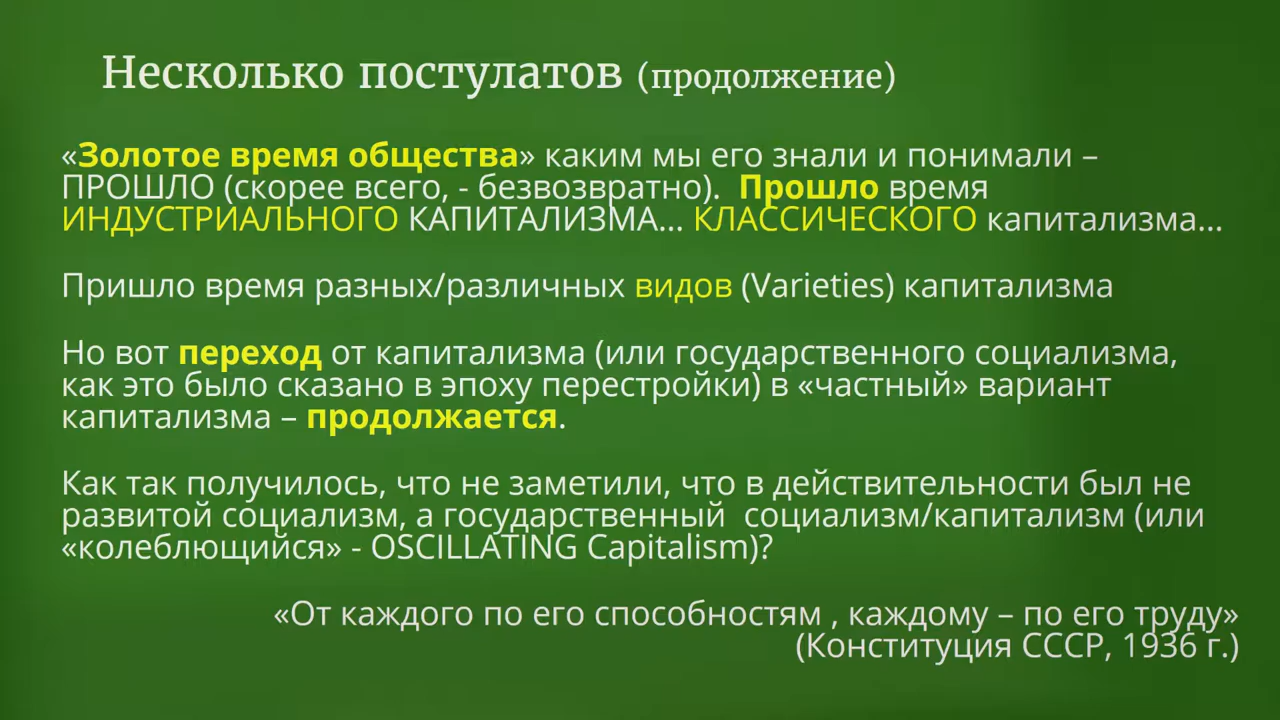 Несколько постулатов (продолжение)
«Золотое время общества» каким мы его знали и понимали –
ПРОШЛО (скорее всего, - безвозвратно).  Прошло время
ИНДУСТРИАЛЬНОГО КАПИТАЛИЗМА... КЛАССИЧЕСКОГО капитализма...
Пришло время разных/различных видов (Varieties) капитализма
Но вот переход от капитализма (или государственного социализма,
как это было сказано в эпоху перестройки) в «частный» вариант
капитализма – продолжается.
Как так получилось, что не заметили, что в действительности был не
развитой социализм, а государственный  социализм/капитализм (или
«колеблющийся» - OSCILLATING Capitalism)?
«От каждого по его способностям , каждому – по его труду»
(Конституция СССР, 1936 г.)